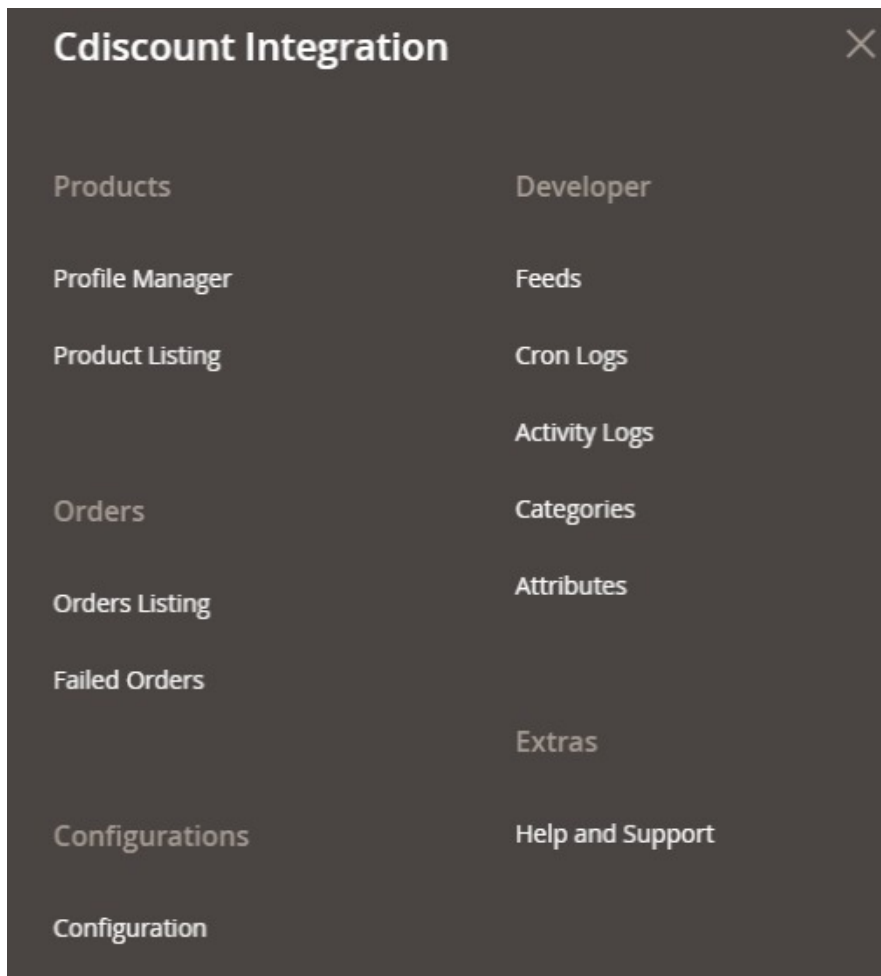 Cdiscount Integration
Products
Profile Manager
Product Listing
Orders
Orders Listing
Failed Orders
Configurations
Configuration
Developer
Feeds
Cron Logs
Activity Logs
Categories
Attributes
Extras
Help and Support